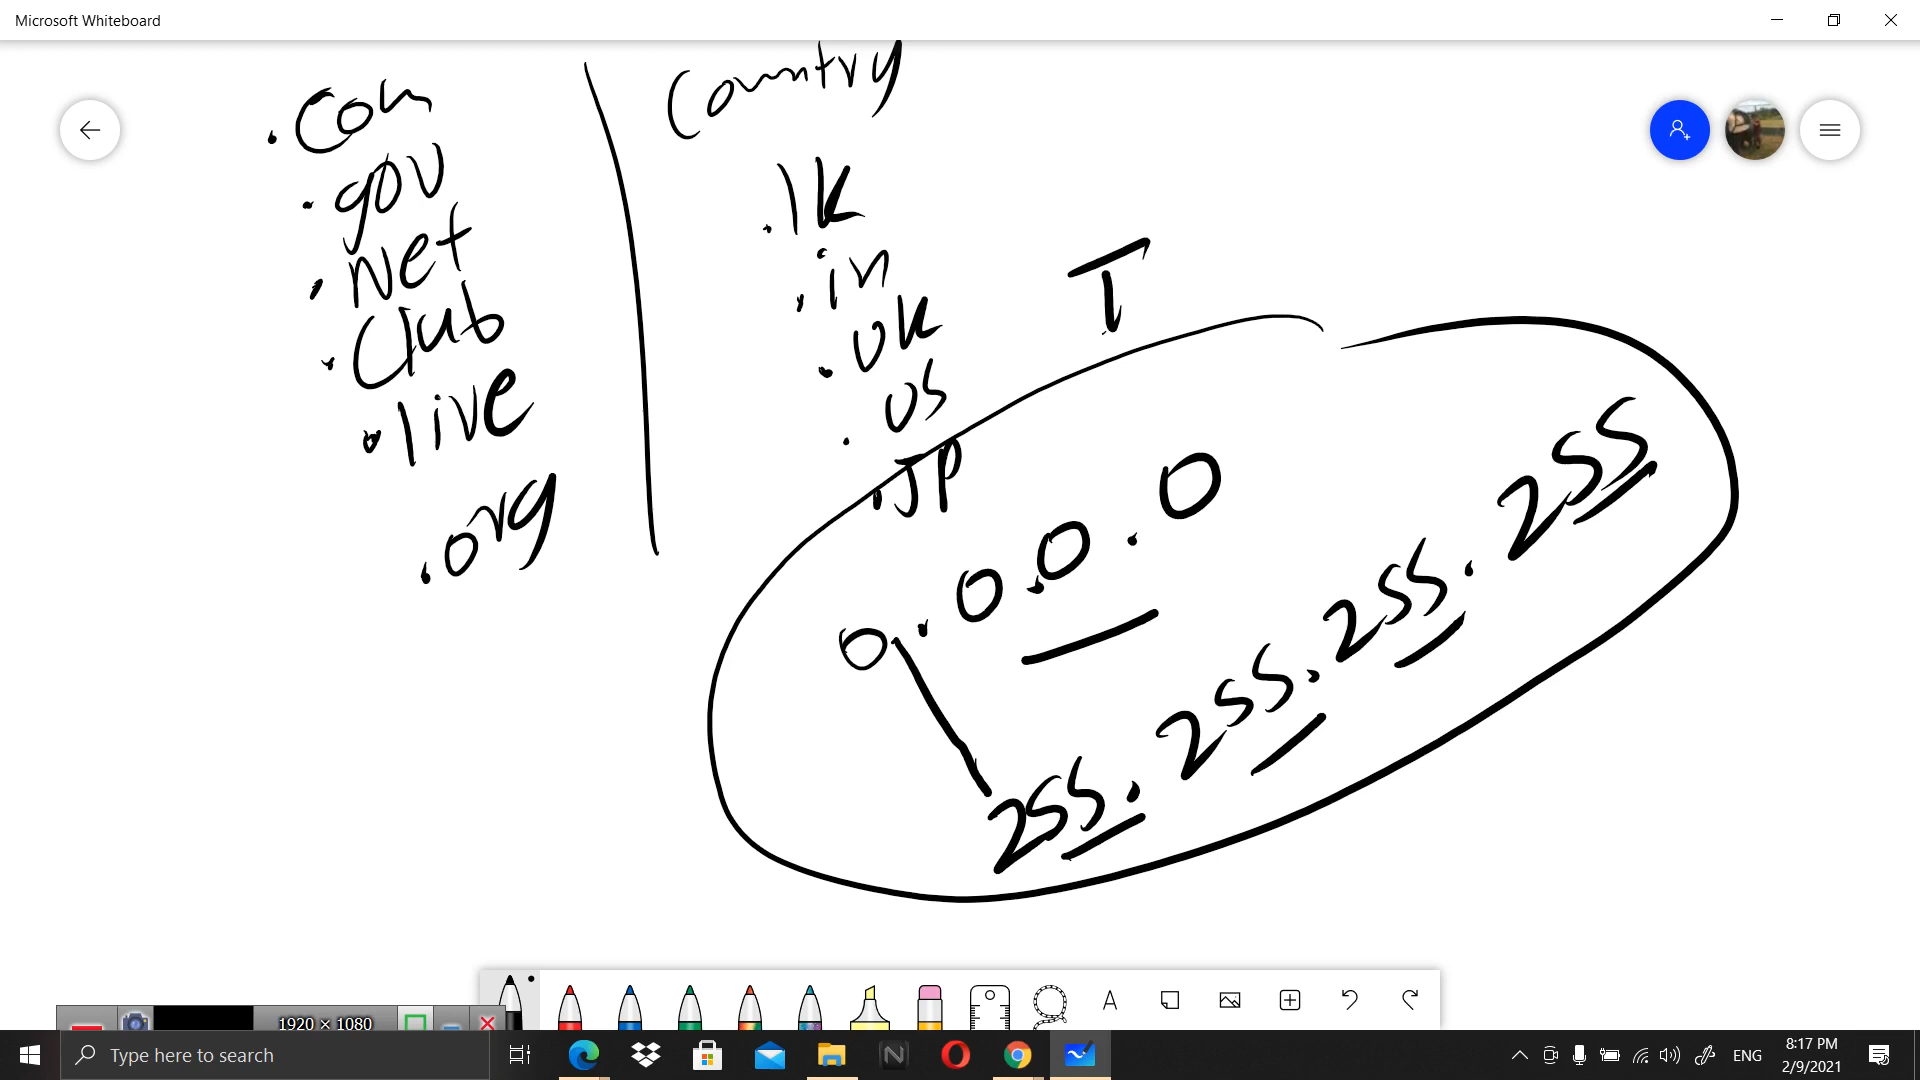 Microsoft Whiteboard
.com
.gov
.net
.club
.live
.org
Country
.lk
.in
.uk
.us
.JP
I
0.0.0.0
255.255.255.255
1920 × 1080
Type here to search
ENG
8:17 PM
2/9/2021